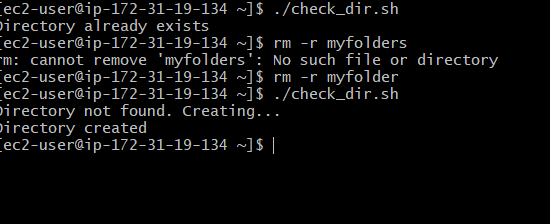 [ec2-user@ip-172-31-19-134 ~]$ ./check_dir.sh
Directory already exists
[ec2-user@ip-172-31-19-134 ~]$ rm -r myfolders
rm: cannot remove 'myfolders': No such file or directory
[ec2-user@ip-172-31-19-134 ~]$ rm -r myfolder
[ec2-user@ip-172-31-19-134 ~]$ ./check_dir.sh
Directory not found. Creating...
Directory created
[ec2-user@ip-172-31-19-134 ~]$